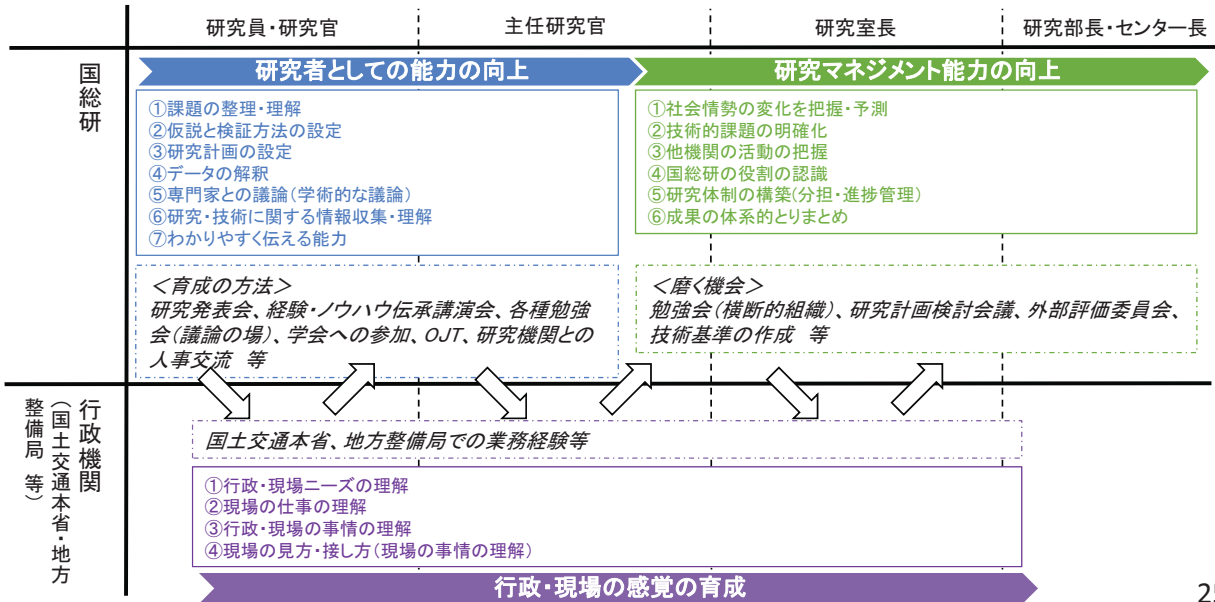 研究員・研究官
主任研究官
研究室長
研究部長・センター長
国総研
研究者としての能力の向上
①課題の整理・理解
②仮説と検証方法の設定
③研究計画の設定
④データの解釈
⑤専門家との議論(学術的な議論)
⑥研究・技術に関する情報収集・理解
⑦わかりやすく伝える能力
＜育成の方法＞
研究発表会、経験・ノウハウ伝承講演会、各種勉強
会(議論の場)、学会への参加、OJT、研究機関との
人事交流　等
研究マネジメント能力の向上
①社会情勢の変化を把握・予測
②技術的課題の明確化
③他機関の活動の把握
④国総研の役割の認識
⑤研究体制の構築(分担・進捗管理)
⑥成果の体系的とりまとめ
＜磨く機会＞
勉強会(横断的組織)、研究計画検討会議、外部評価委員会、
技術基準の作成　等
行政機関
(国土交通本省・地方
整備局　等)
国土交通本省、地方整備局での業務経験等
①行政・現場ニーズの理解
②現場の仕事の理解
③行政・現場の事情の理解
④現場の見方・接し方(現場の事情の理解)
行政・現場の感覚の育成